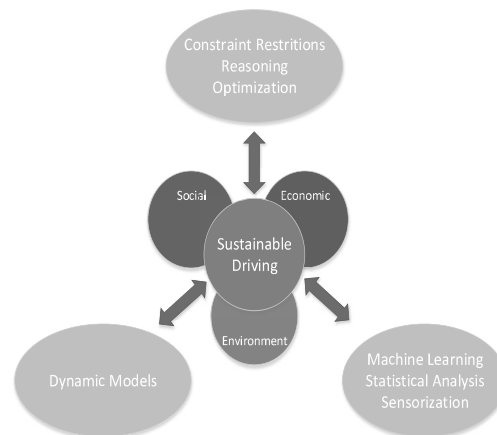 Constraint Restritions
Reasoning
Optimization
Social
Economic
Sustainable
Driving
Environment
Dynamic Models
Machine Learning
Statistical Analysis
Sensorization